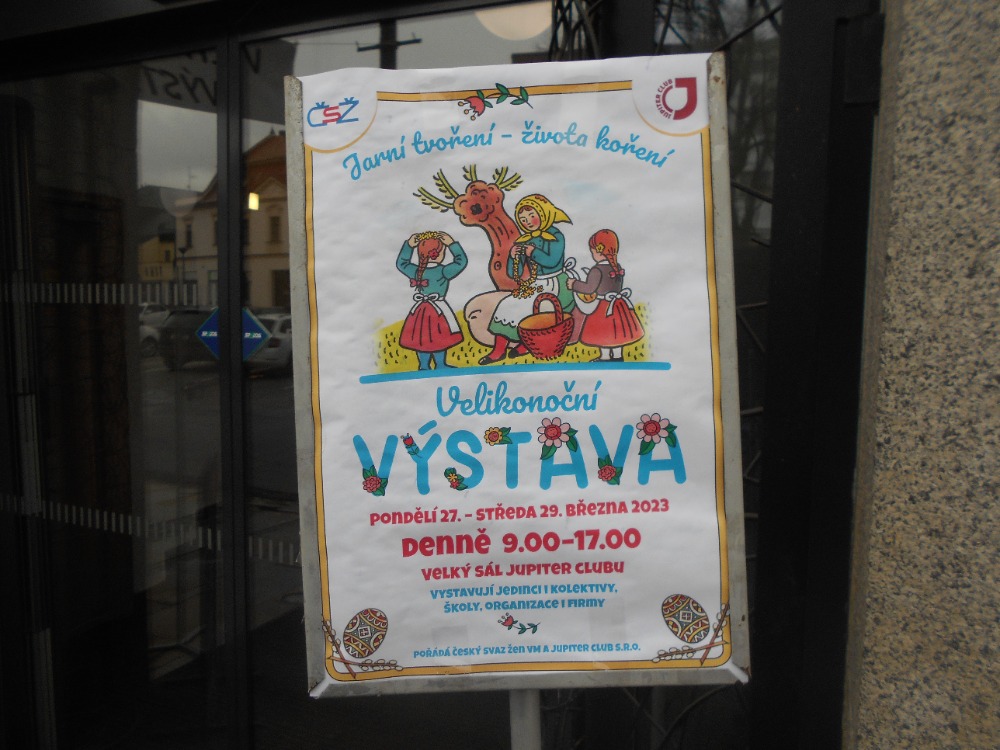 ČSŽ
JUPITER CLUB
Jarní tvoření - života koření
Velikonoční
VÝSTAVA
PONDĚLÍ 27. - STŘEDA 29. BŘEZNA 2023
DENNĚ 9.00-17.00
VELKÝ SÁL JUPITER CLUBU
VYSTAVUJÍ JEDINCI I KOLEKTIVY,
ŠKOLY, ORGANIZACE I FIRMY
POŘÁDÁ ČESKÝ SVAZ ŽEN VM A JUPITER CLUB S.R.O.